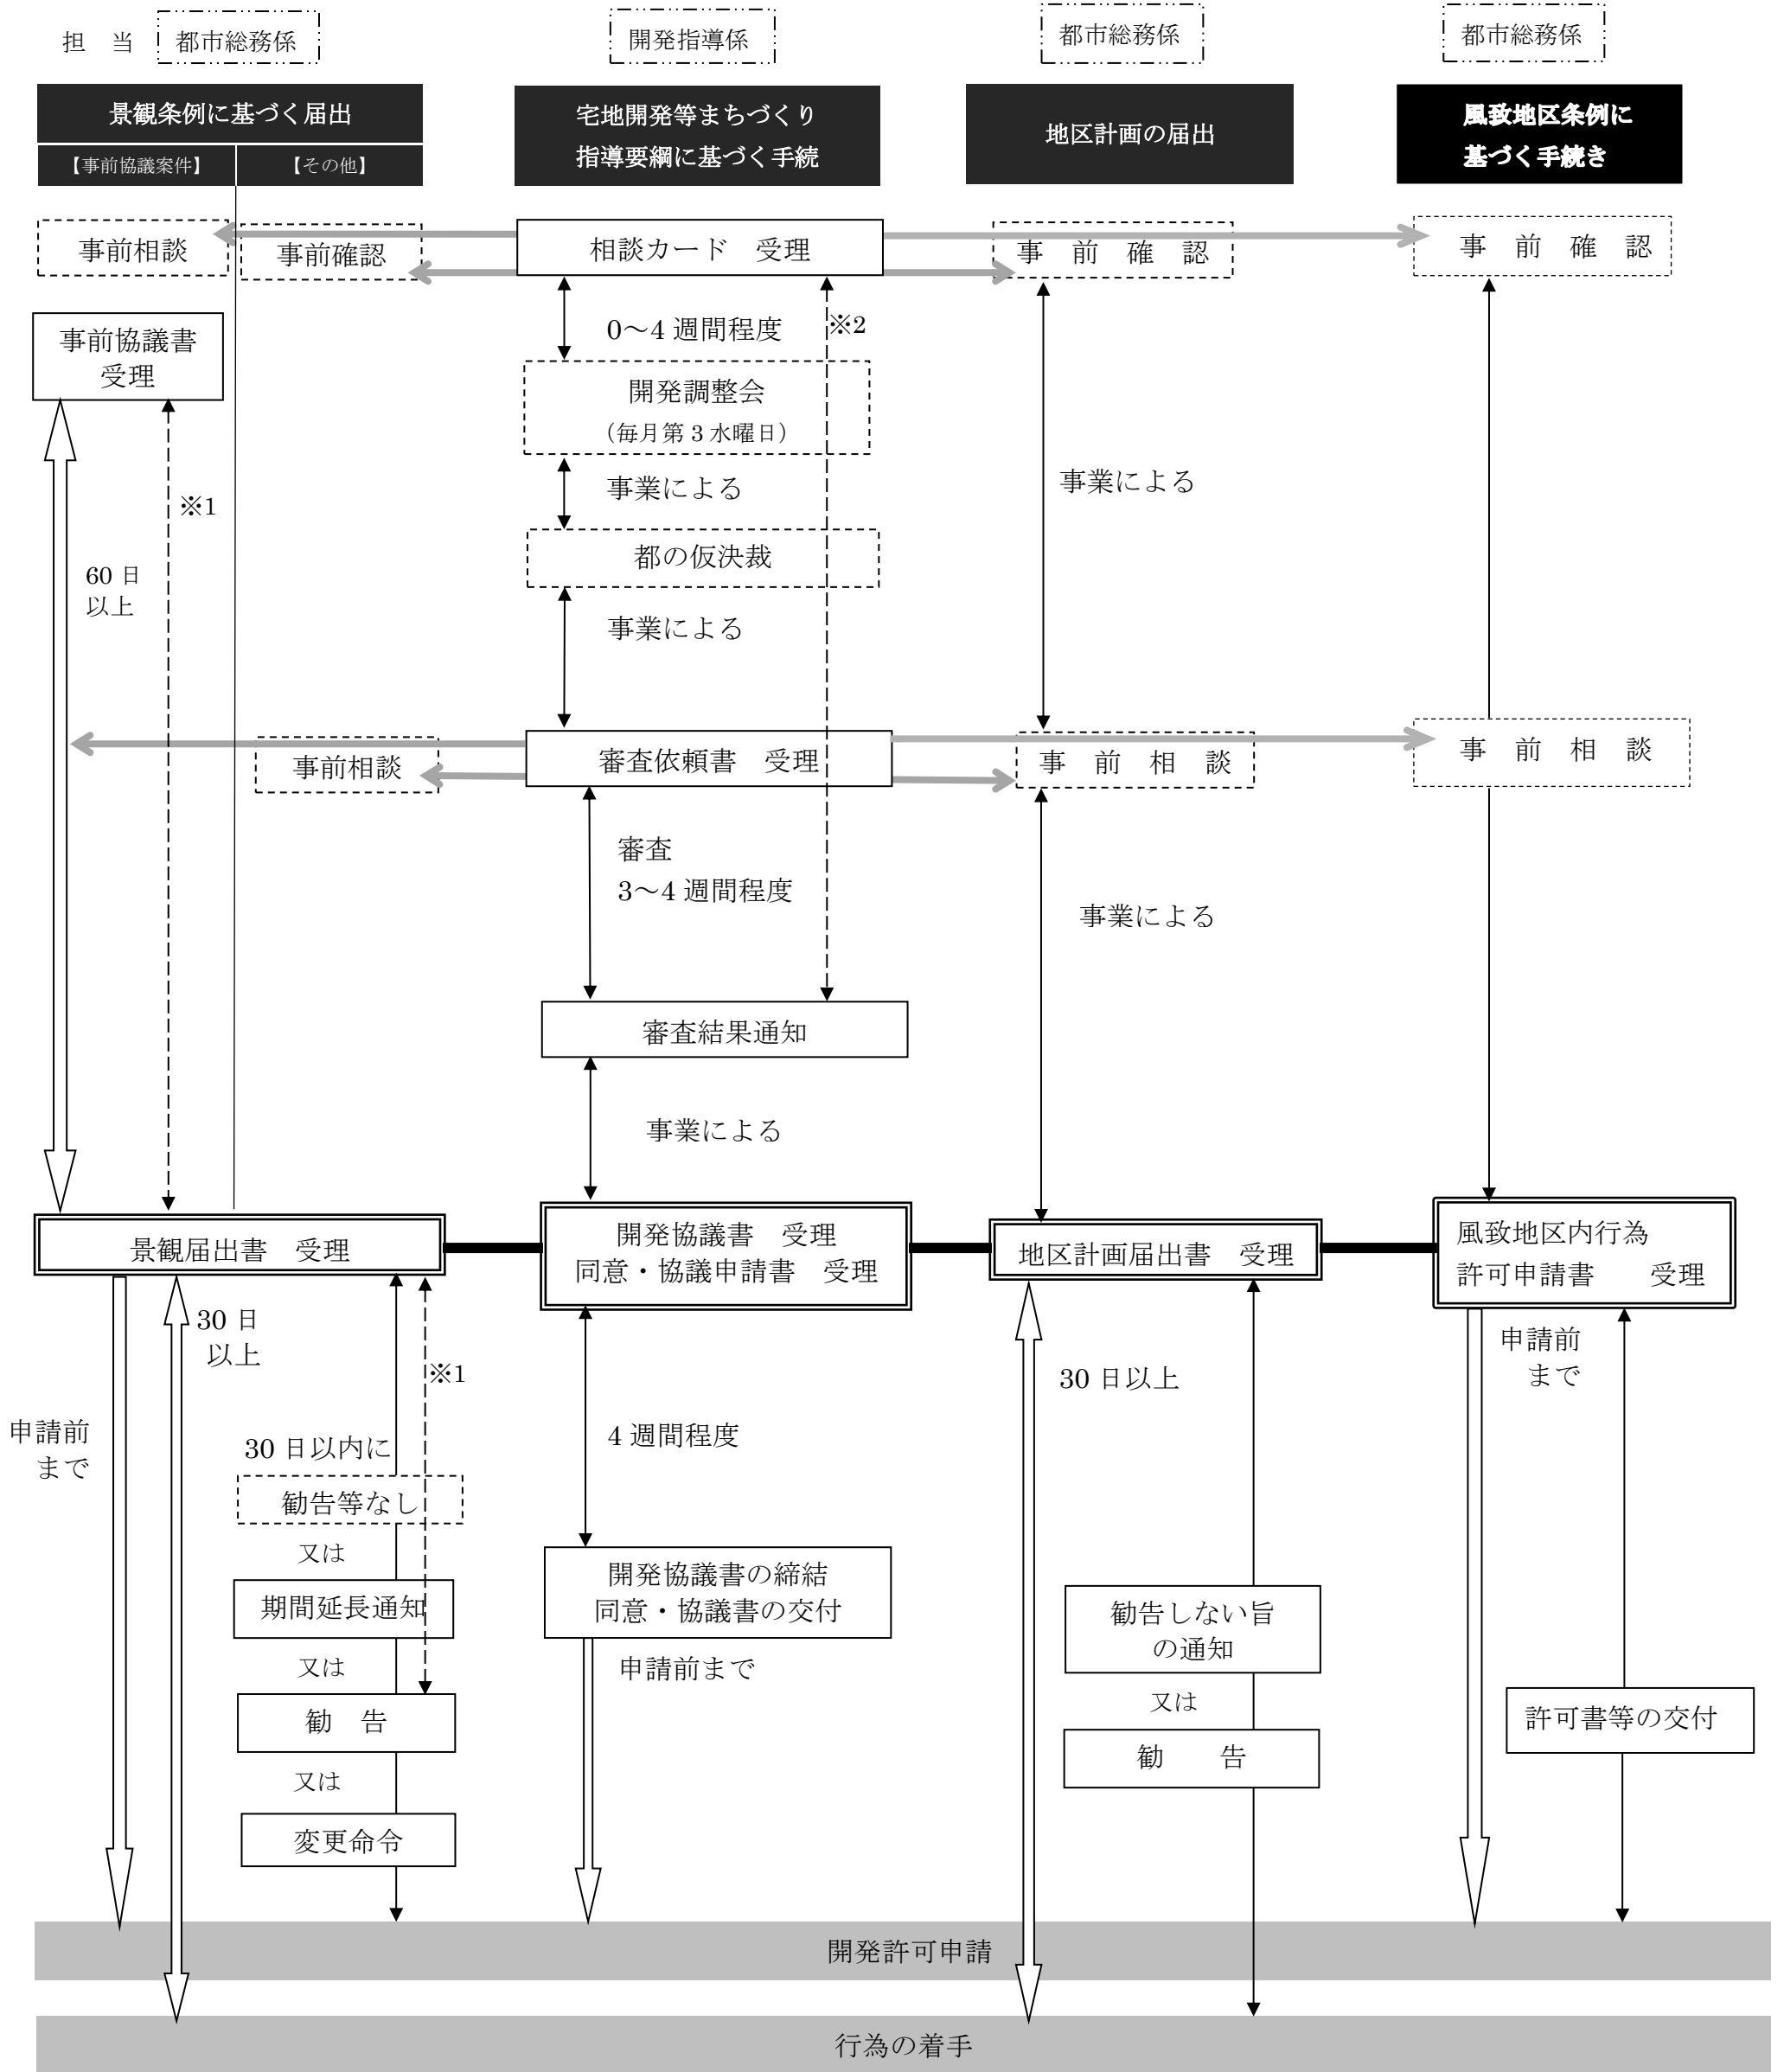 担　当
都市総務係
開発指導係
都市総務係
都市総務係
景観条例に基づく届出
【事前協議案件】
【その他】
宅地開発等まちづくり
指導要綱に基づく手続
地区計画の届出
風致地区条例に
基づく手続き
事前相談
事前確認
相談カード　受理
事　前　確　認
事　前　確　認
事前協議書
受理
0～4 週間程度
※2
開発調整会
（毎月第 3 水曜日）
事業による
事業による
※1
都の仮決裁
60 日
以上
事業による
事前相談
審査依頼書　受理
事　前　相　談
事　前　相　談
審査
3～4 週間程度
事業による
審査結果通知
事業による
景観届出書　受理
開発協議書　受理
同意・協議申請書　受理
地区計画届出書　受理
風致地区内行為
許可申請書　　受理
30 日
以上
※1
30 日以上
申請前
まで
申請前
まで
30 日以内に
4 週間程度
勧告等なし
又は
期間延長通知
開発協議書の締結
同意・協議書の交付
勧告しない旨
の通知
又は
申請前まで
又は
勧　告
許可書等の交付
勧　　告
又は
変更命令
開発許可申請
行為の着手